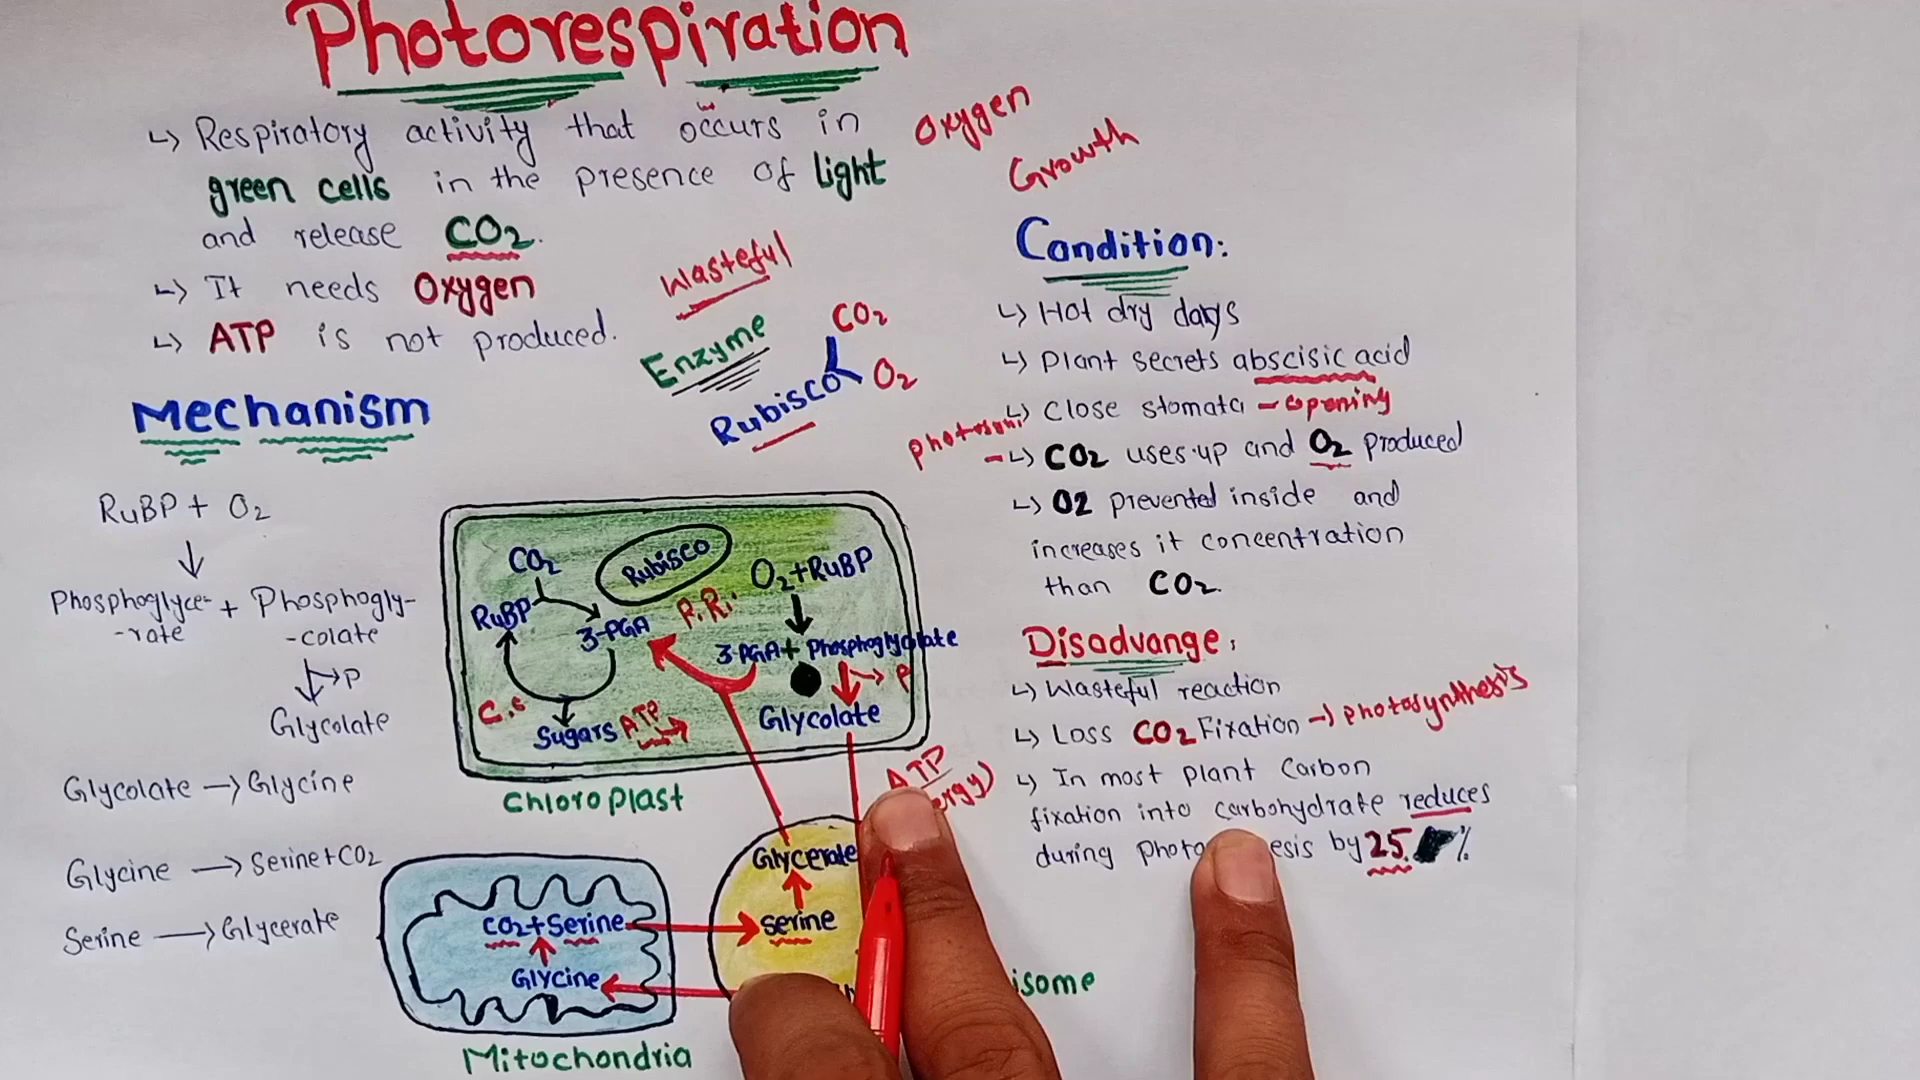 Photorespiration
↳ Respiratory activity that occurs in
green cells in the presence of light
and release CO2.
↳ It needs Oxygen
↳ ATP is not produced.
Oxygen
Growth
Wasteful
Enzyme
Rubisco
CO2
O2
Mechanism
RuBP + O2
Phosphoglyce- + Phosphogly-
-rate -colate
P
Glycolate
Glycolate → Glycine
Glycine → Serine+CO2
Serine → Glycerate
CO2
Rubisco
O2+RuBP
RuBP
3-PGA
P.R.
3-PGA+ Phosphoglycolate
P
C.c
Sugars ATP
Glycolate
Chloroplast
ATP
Glycerate
Serine
CO2+Serine
Glycine
Mitochondria
Condition:
↳ Hot dry days
↳ Plant secrets abscisic acid
↳ Close stomata - opening
↳ CO2 uses up and O2 produced
↳ O2 prevented inside and
increases it concentration
than CO2.
Disadvange:
↳ Wasteful reaction
↳ Loss CO2 Fixation → photosynthesis
↳ In most plant Carbon
fixation into carbohydrate reduces
during by 25 %